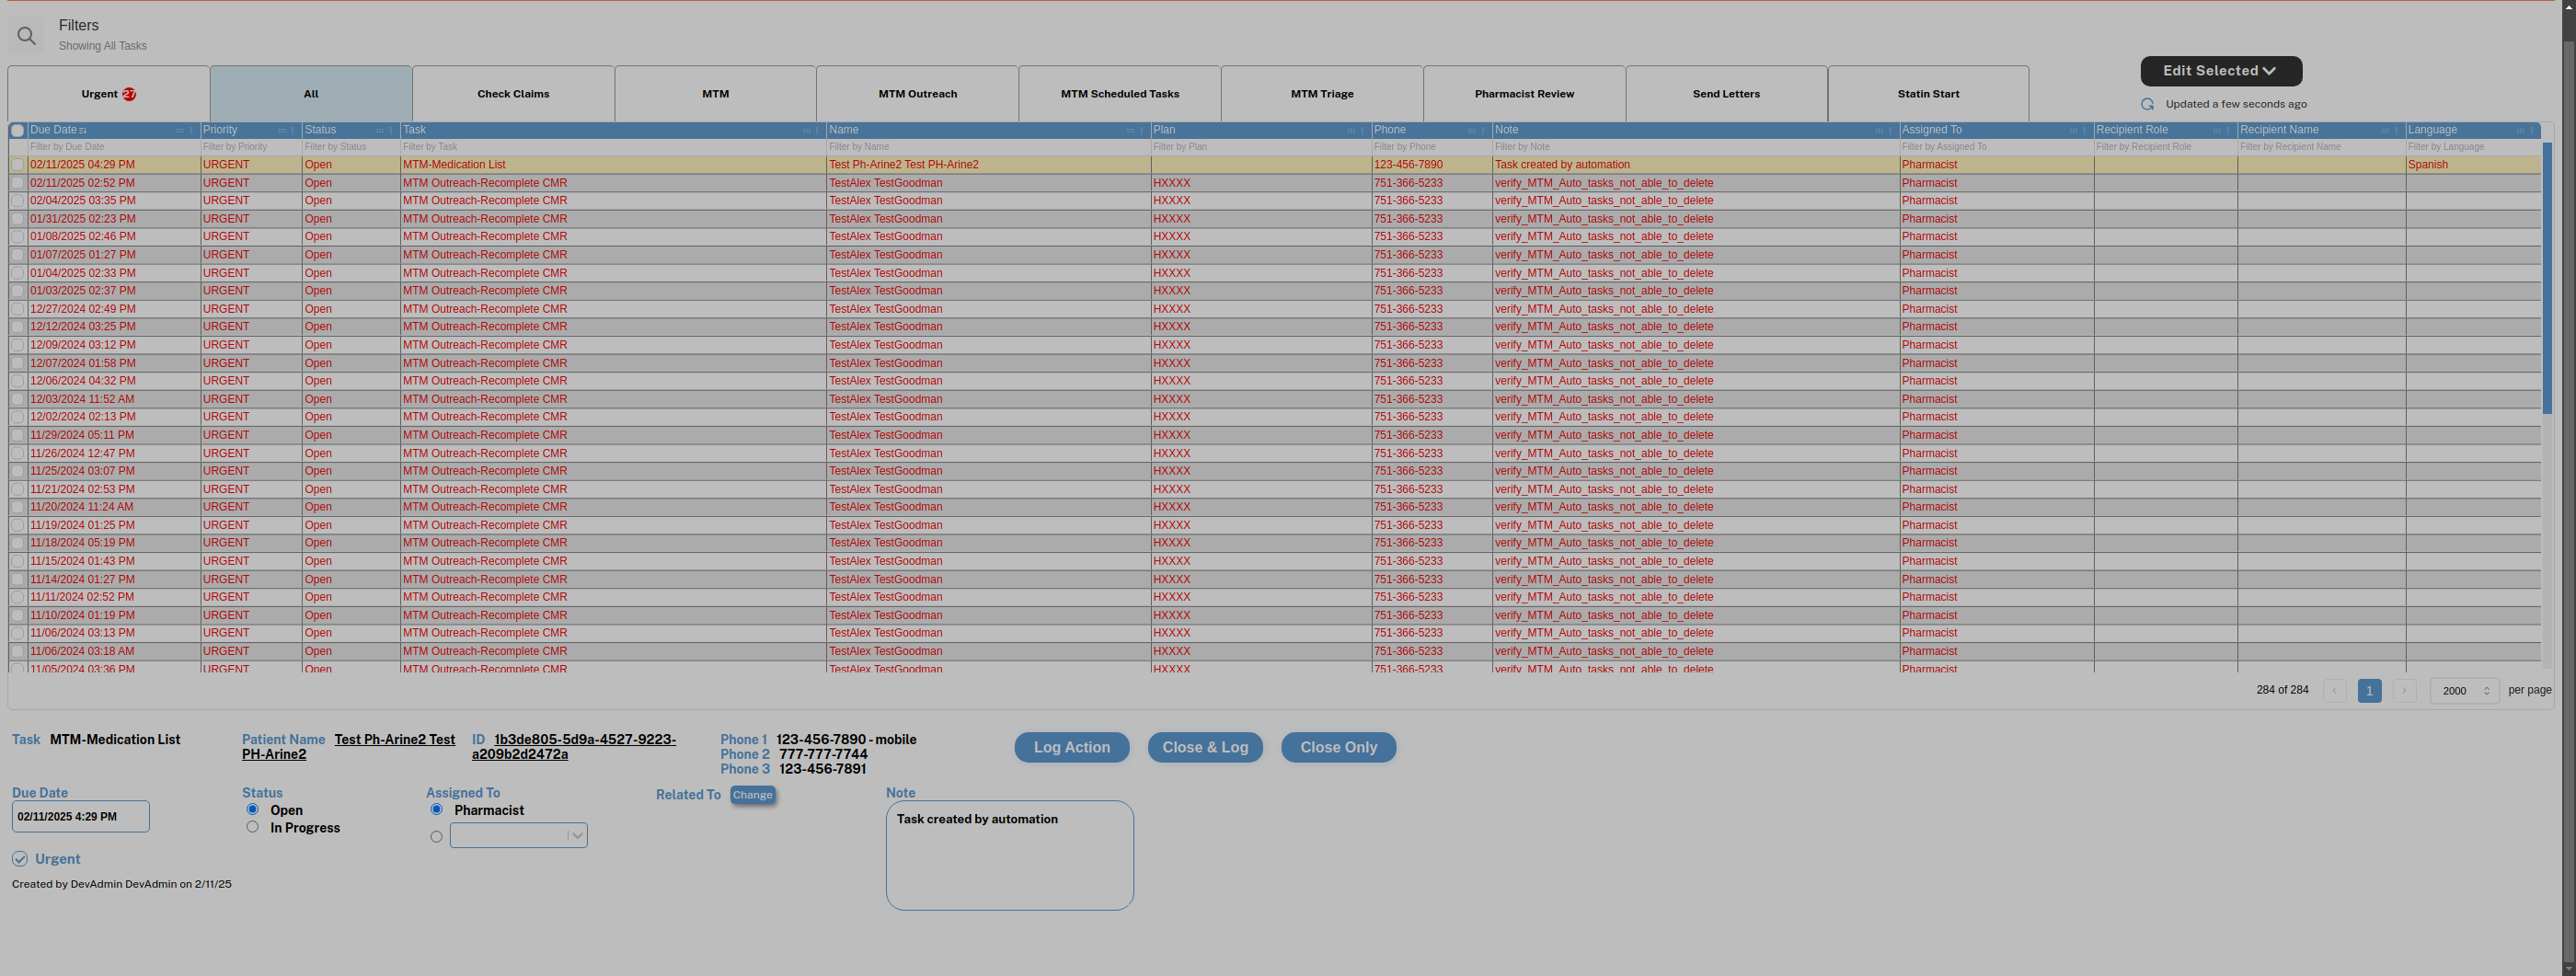 Filters
Showing All Tasks
Urgent 27 All Check Claims MTM MTM Outreach MTM Scheduled Tasks MTM Triage Pharmacist Review Send Letters Statin Start
Edit Selected
Updated a few seconds ago
Due Date Priority Status Task Name Plan Phone Note Assigned To Recipient Role Recipient Name Language
Filter by Due Date Filter by Priority Filter by Status Filter by Task Filter by Name Filter by Plan Filter by Phone Filter by Note Filter by Assigned To Filter by Recipient Role Filter by Recipient Name Filter by Language
02/11/2025 04:29 PM URGENT Open MTM-Medication List Test Ph-Arine2 Test PH-Arine2 123-456-7890 Task created by automation Pharmacist Spanish
02/11/2025 02:52 PM URGENT Open MTM Outreach-Recomplete CMR TestAlex TestGoodman HXXXX 751-366-5233 verify_MTM_Auto_tasks_not_able_to_delete Pharmacist
02/04/2025 03:35 PM URGENT Open MTM Outreach-Recomplete CMR TestAlex TestGoodman HXXXX 751-366-5233 verify_MTM_Auto_tasks_not_able_to_delete Pharmacist
01/31/2025 02:23 PM URGENT Open MTM Outreach-Recomplete CMR TestAlex TestGoodman HXXXX 751-366-5233 verify_MTM_Auto_tasks_not_able_to_delete Pharmacist
01/08/2025 02:46 PM URGENT Open MTM Outreach-Recomplete CMR TestAlex TestGoodman HXXXX 751-366-5233 verify_MTM_Auto_tasks_not_able_to_delete Pharmacist
01/07/2025 01:27 PM URGENT Open MTM Outreach-Recomplete CMR TestAlex TestGoodman HXXXX 751-366-5233 verify_MTM_Auto_tasks_not_able_to_delete Pharmacist
01/04/2025 02:33 PM URGENT Open MTM Outreach-Recomplete CMR TestAlex TestGoodman HXXXX 751-366-5233 verify_MTM_Auto_tasks_not_able_to_delete Pharmacist
01/03/2025 02:37 PM URGENT Open MTM Outreach-Recomplete CMR TestAlex TestGoodman HXXXX 751-366-5233 verify_MTM_Auto_tasks_not_able_to_delete Pharmacist
12/27/2024 02:49 PM URGENT Open MTM Outreach-Recomplete CMR TestAlex TestGoodman HXXXX 751-366-5233 verify_MTM_Auto_tasks_not_able_to_delete Pharmacist
12/12/2024 03:25 PM URGENT Open MTM Outreach-Recomplete CMR TestAlex TestGoodman HXXXX 751-366-5233 verify_MTM_Auto_tasks_not_able_to_delete Pharmacist
12/09/2024 03:12 PM URGENT Open MTM Outreach-Recomplete CMR TestAlex TestGoodman HXXXX 751-366-5233 verify_MTM_Auto_tasks_not_able_to_delete Pharmacist
12/07/2024 01:58 PM URGENT Open MTM Outreach-Recomplete CMR TestAlex TestGoodman HXXXX 751-366-5233 verify_MTM_Auto_tasks_not_able_to_delete Pharmacist
12/06/2024 04:32 PM URGENT Open MTM Outreach-Recomplete CMR TestAlex TestGoodman HXXXX 751-366-5233 verify_MTM_Auto_tasks_not_able_to_delete Pharmacist
12/03/2024 11:52 AM URGENT Open MTM Outreach-Recomplete CMR TestAlex TestGoodman HXXXX 751-366-5233 verify_MTM_Auto_tasks_not_able_to_delete Pharmacist
12/02/2024 02:13 PM URGENT Open MTM Outreach-Recomplete CMR TestAlex TestGoodman HXXXX 751-366-5233 verify_MTM_Auto_tasks_not_able_to_delete Pharmacist
11/29/2024 05:11 PM URGENT Open MTM Outreach-Recomplete CMR TestAlex TestGoodman HXXXX 751-366-5233 verify_MTM_Auto_tasks_not_able_to_delete Pharmacist
11/26/2024 12:47 PM URGENT Open MTM Outreach-Recomplete CMR TestAlex TestGoodman HXXXX 751-366-5233 verify_MTM_Auto_tasks_not_able_to_delete Pharmacist
11/25/2024 03:07 PM URGENT Open MTM Outreach-Recomplete CMR TestAlex TestGoodman HXXXX 751-366-5233 verify_MTM_Auto_tasks_not_able_to_delete Pharmacist
11/21/2024 02:53 PM URGENT Open MTM Outreach-Recomplete CMR TestAlex TestGoodman HXXXX 751-366-5233 verify_MTM_Auto_tasks_not_able_to_delete Pharmacist
11/20/2024 11:24 AM URGENT Open MTM Outreach-Recomplete CMR TestAlex TestGoodman HXXXX 751-366-5233 verify_MTM_Auto_tasks_not_able_to_delete Pharmacist
11/19/2024 01:25 PM URGENT Open MTM Outreach-Recomplete CMR TestAlex TestGoodman HXXXX 751-366-5233 verify_MTM_Auto_tasks_not_able_to_delete Pharmacist
11/18/2024 05:19 PM URGENT Open MTM Outreach-Recomplete CMR TestAlex TestGoodman HXXXX 751-366-5233 verify_MTM_Auto_tasks_not_able_to_delete Pharmacist
11/15/2024 01:43 PM URGENT Open MTM Outreach-Recomplete CMR TestAlex TestGoodman HXXXX 751-366-5233 verify_MTM_Auto_tasks_not_able_to_delete Pharmacist
11/14/2024 01:27 PM URGENT Open MTM Outreach-Recomplete CMR TestAlex TestGoodman HXXXX 751-366-5233 verify_MTM_Auto_tasks_not_able_to_delete Pharmacist
11/11/2024 02:52 PM URGENT Open MTM Outreach-Recomplete CMR TestAlex TestGoodman HXXXX 751-366-5233 verify_MTM_Auto_tasks_not_able_to_delete Pharmacist
11/10/2024 01:19 PM URGENT Open MTM Outreach-Recomplete CMR TestAlex TestGoodman HXXXX 751-366-5233 verify_MTM_Auto_tasks_not_able_to_delete Pharmacist
11/06/2024 03:13 PM URGENT Open MTM Outreach-Recomplete CMR TestAlex TestGoodman HXXXX 751-366-5233 verify_MTM_Auto_tasks_not_able_to_delete Pharmacist
11/06/2024 03:18 AM URGENT Open MTM Outreach-Recomplete CMR TestAlex TestGoodman HXXXX 751-366-5233 verify_MTM_Auto_tasks_not_able_to_delete Pharmacist
11/05/2024 03:36 PM URGENT Open MTM Outreach-Recomplete CMR TestAlex TestGoodman HXXXX 751-366-5233 verify_MTM_Auto_tasks_not_able_to_delete Pharmacist
284 of 284 1 2000 per page
Task MTM-Medication List
Patient Name Test Ph-Arine2 Test
PH-Arine2
ID 1b3de805-5d9a-4527-9223-
a209b2d2472a
Phone 1 123-456-7890 - mobile
Phone 2 777-777-7744
Phone 3 123-456-7891
Log Action Close & Log Close Only
Due Date
02/11/2025 4:29 PM
Status
Open
In Progress
Assigned To
Pharmacist
Related To Change
Note
Task created by automation
Urgent
Created by DevAdmin DevAdmin on 2/11/25